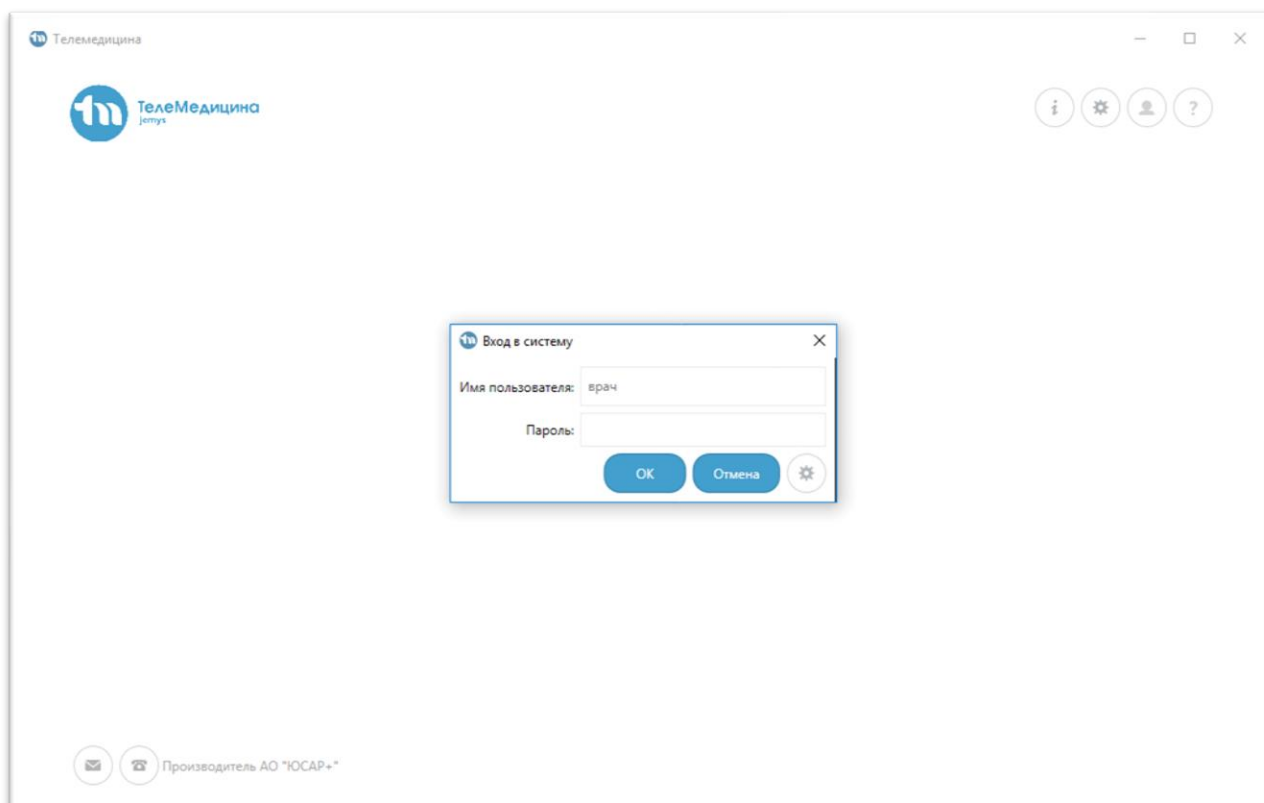 Телемедицина
ТелеМедицина
jemys
Вход в систему
Имя пользователя: врач
Пароль:
ОК Отмена
Производитель АО "ЮСАР+"